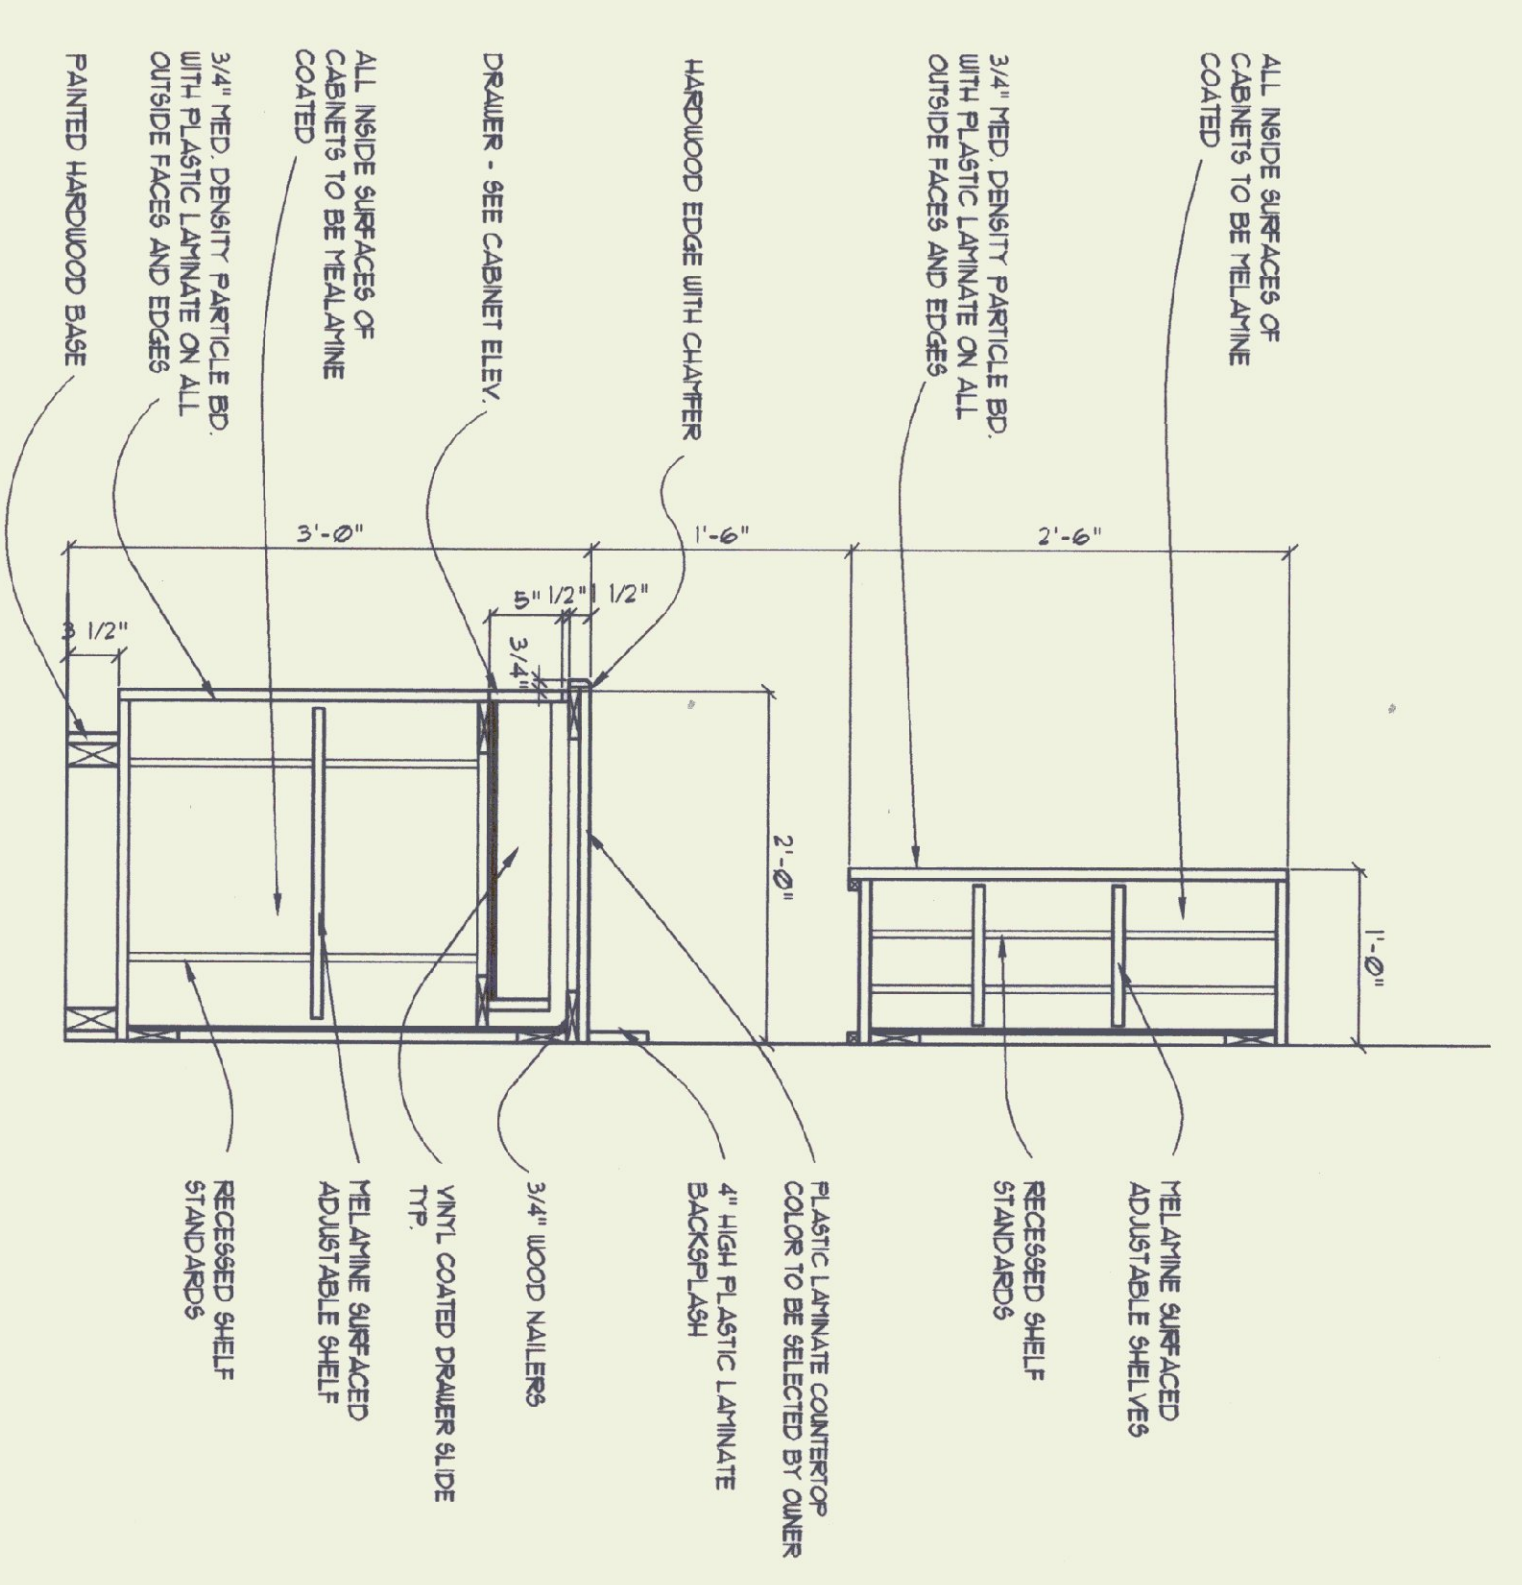 ALL INSIDE SURFACES OF
CABINETS TO BE MELAMINE
COATED
3/4" MED. DENSITY PARTICLE BD.
WITH PLASTIC LAMINATE ON ALL
OUTSIDE FACES AND EDGES
HARDWOOD EDGE WITH CHAMFER
DRAWER - SEE CABINET ELEV.
ALL INSIDE SURFACES OF
CABINETS TO BE MEALAMINE
COATED
3/4" MED. DENSITY PARTICLE BD.
WITH PLASTIC LAMINATE ON ALL
OUTSIDE FACES AND EDGES
PAINTED HARDWOOD BASE
2'-6"
1'-6"
3'-0"
1 1/2"
1/2"
5"
3/4"
3 1/2"
1'-0"
2'-0"
MELAMINE SURFACED
ADJUSTABLE SHELVES
RECESSED SHELF
STANDARDS
PLASTIC LAMINATE COUNTERTOP
COLOR TO BE SELECTED BY OWNER
4" HIGH PLASTIC LAMINATE
BACKSPLASH
3/4" WOOD NAILERS
VINYL COATED DRAWER SLIDE
TYP.
MELAMINE SURFACED
ADJUSTABLE SHELF
RECESSED SHELF
STANDARDS